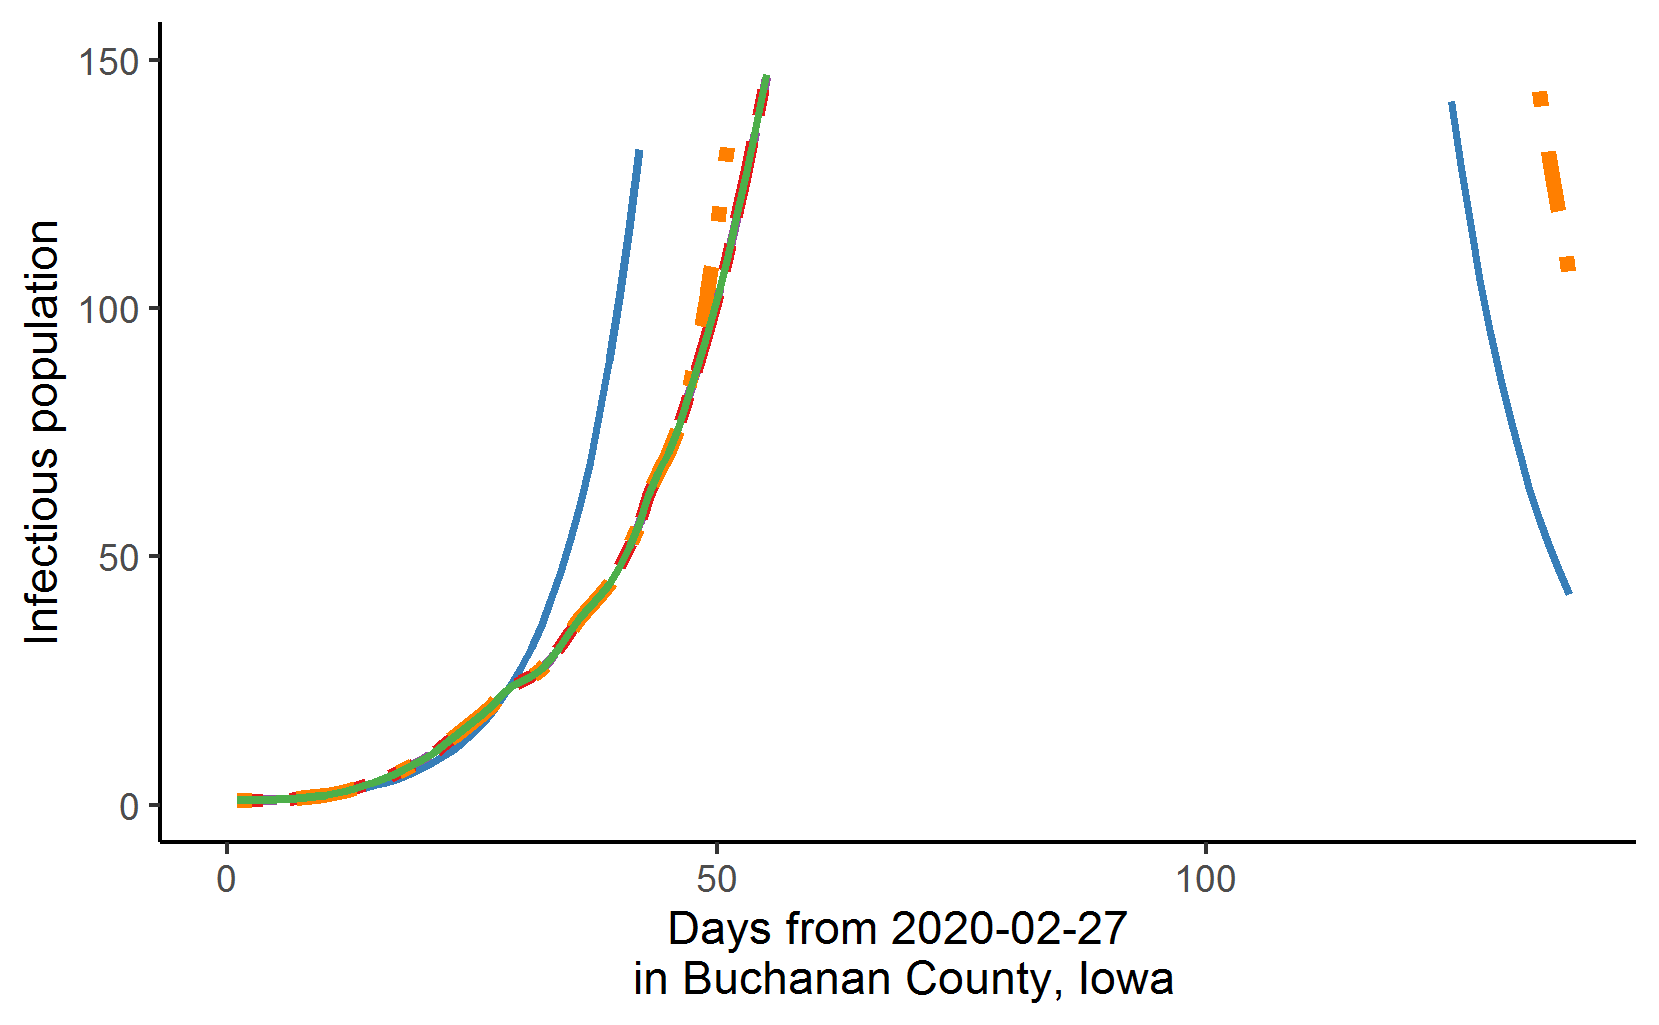 150
100
50
0
Infectious population
0 50 100
Days from 2020-02-27
in Buchanan County, Iowa